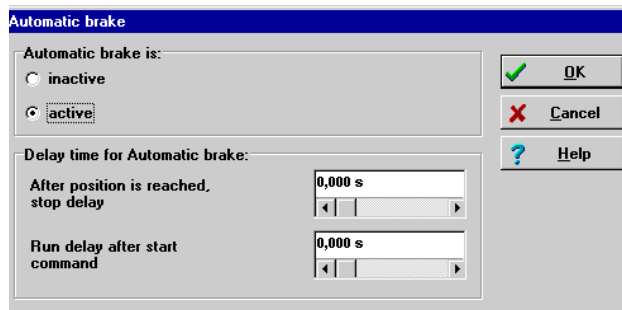 Automatic brake
Automatic brake is:
inactive
active
OK
Cancel
Help
Delay time for Automatic brake:
After position is reached,
stop delay
0,000 s
Run delay after start
command
0,000 s